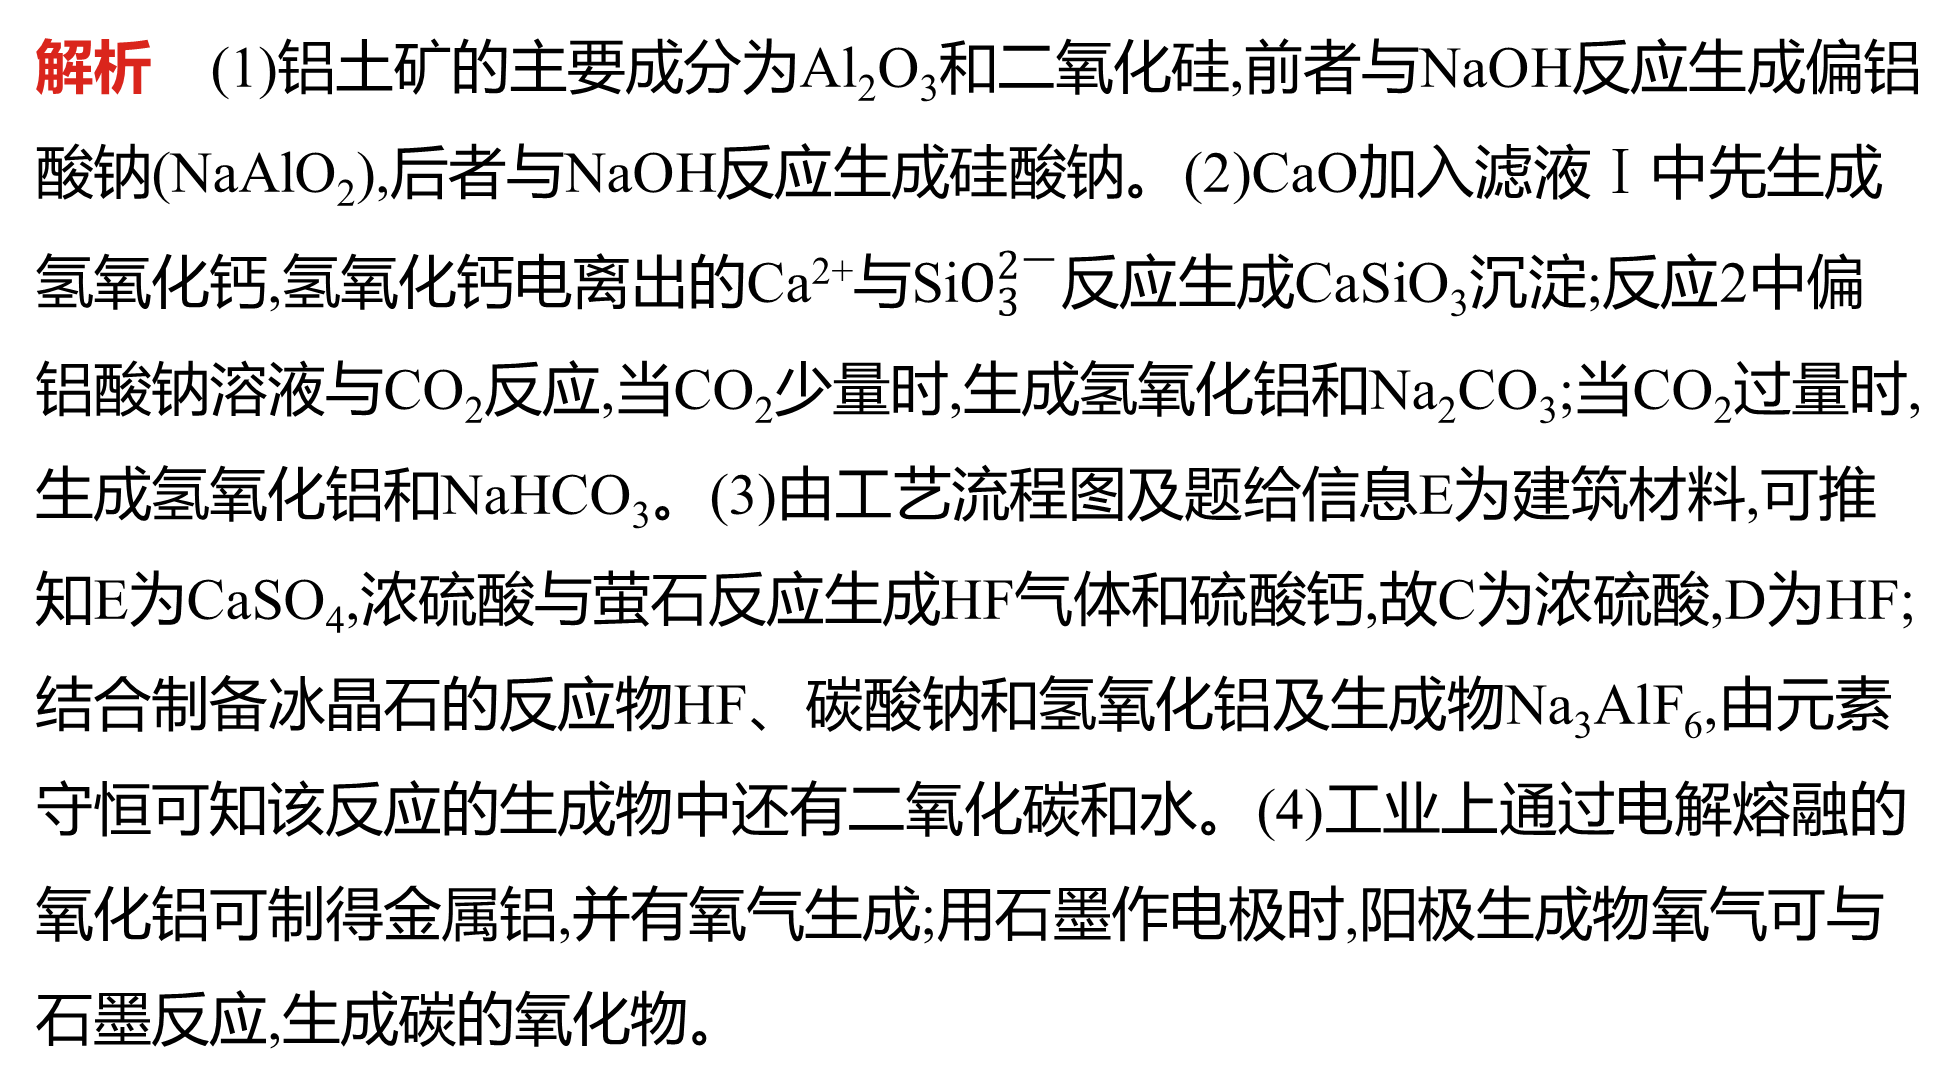 解析 (1)铝土矿的主要成分为Al₂O₃和二氧化硅,前者与NaOH反应生成偏铝
酸钠(NaAlO₂),后者与NaOH反应生成硅酸钠。(2)CaO加入滤液Ⅰ中先生成
氢氧化钙,氢氧化钙电离出的Ca²⁺与SiO₃²⁻反应生成CaSiO₃沉淀;反应2中偏
铝酸钠溶液与CO₂反应,当CO₂少量时,生成氢氧化铝和Na₂CO₃;当CO₂过量时,
生成氢氧化铝和NaHCO₃。(3)由工艺流程图及题给信息E为建筑材料,可推
知E为CaSO₄,浓硫酸与萤石反应生成HF气体和硫酸钙,故C为浓硫酸,D为HF;
结合制备冰晶石的反应物HF、碳酸钠和氢氧化铝及生成物Na₃AlF₆,由元素
守恒可知该反应的生成物中还有二氧化碳和水。(4)工业上通过电解熔融的
氧化铝可制得金属铝,并有氧气生成;用石墨作电极时,阳极生成物氧气可与
石墨反应,生成碳的氧化物。